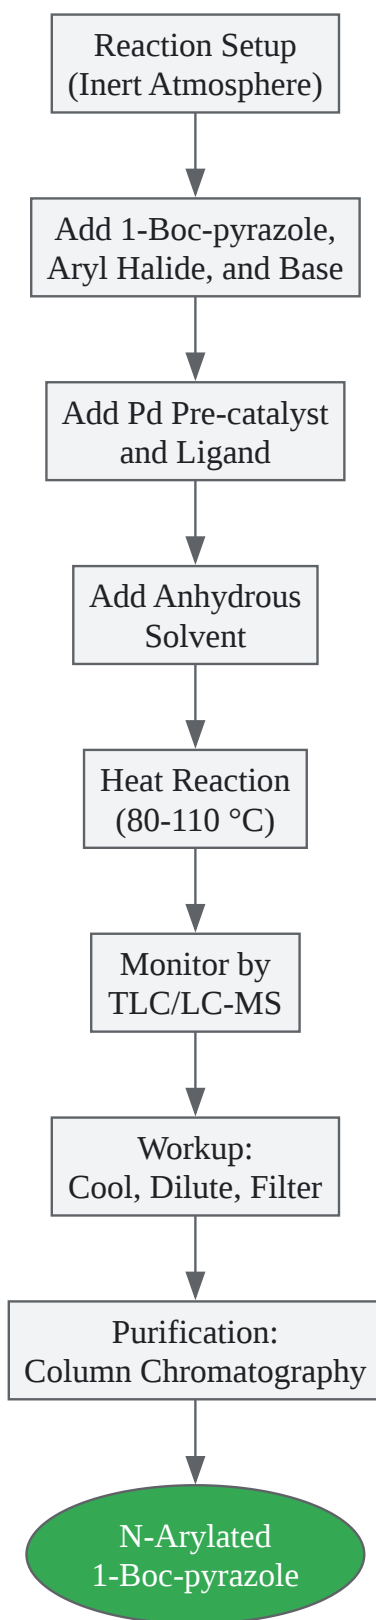 Reaction Setup
(Inert Atmosphere)
Add 1-Boc-pyrazole,
Aryl Halide, and Base
Add Pd Pre-catalyst
and Ligand
Add Anhydrous
Solvent
Heat Reaction
(80-110 °C)
Monitor by
TLC/LC-MS
Workup:
Cool, Dilute, Filter
Purification:
Column Chromatography
N-Arylated
1-Boc-pyrazole